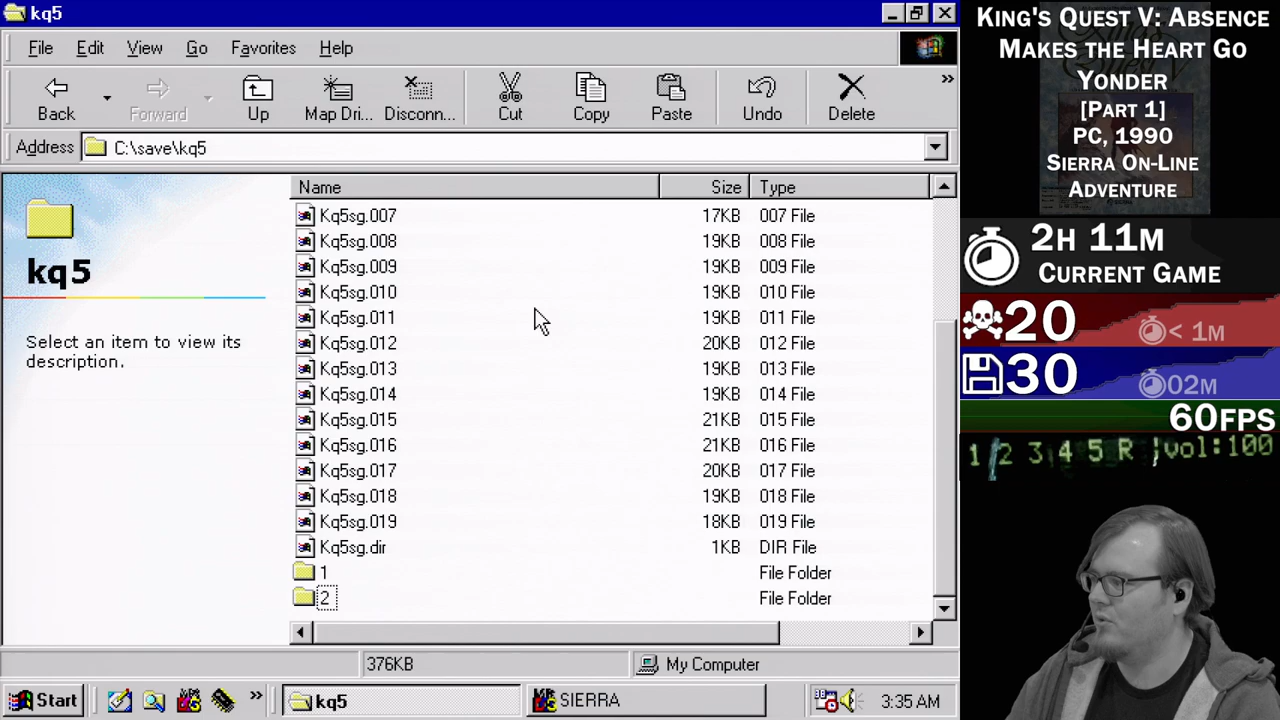 kq5
File Edit View Go Favorites Help
Back Forward Up Map Dri... Disconn... Cut Copy Paste Undo Delete »
Address C:\save\kq5
Name Size Type
kq5
Select an item to view its
description.
Kq5sg.007 17KB 007 File
Kq5sg.008 19KB 008 File
Kq5sg.009 19KB 009 File
Kq5sg.010 19KB 010 File
Kq5sg.011 19KB 011 File
Kq5sg.012 20KB 012 File
Kq5sg.013 19KB 013 File
Kq5sg.014 19KB 014 File
Kq5sg.015 21KB 015 File
Kq5sg.016 21KB 016 File
Kq5sg.017 20KB 017 File
Kq5sg.018 19KB 018 File
Kq5sg.019 18KB 019 File
Kq5sg.dir 1KB DIR File
1 File Folder
2 File Folder
376KB My Computer
Start » kq5 SIERRA 3:35 AM
King's Quest V: Absence
Makes the Heart Go
Yonder
[Part 1]
PC, 1990
Sierra On-Line
Adventure
2h 11m
Current Game
20 < 1m
30 02m
60FPS
1 2 3 4 5 R ;vol:100